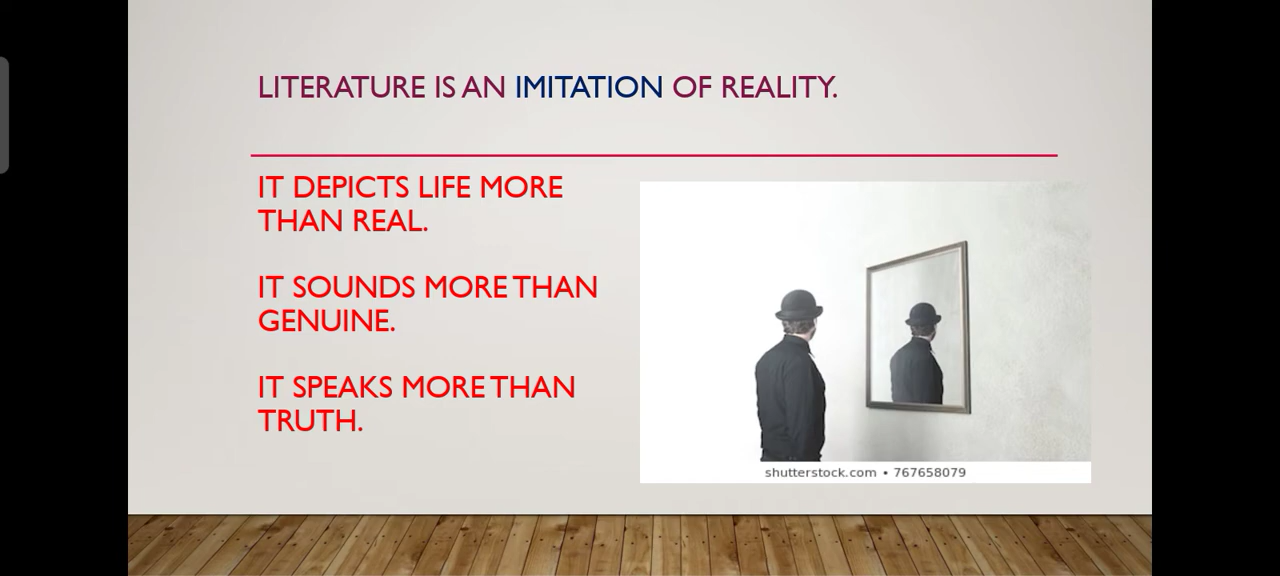 LITERATURE IS AN IMITATION OF REALITY.
IT DEPICTS LIFE MORE
THAN REAL.
IT SOUNDS MORE THAN
GENUINE.
IT SPEAKS MORE THAN
TRUTH.
shutterstock.com • 767658079